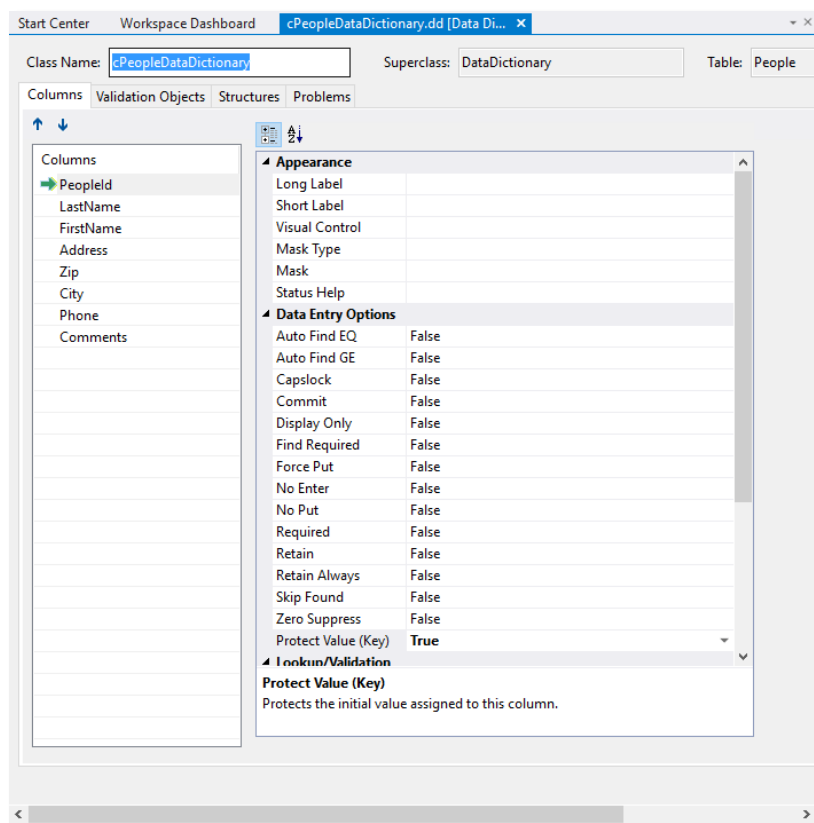 Start Center Workspace Dashboard cPeopleDataDictionary.dd [Data Di...
Class Name: cPeopleDataDictionary Superclass: DataDictionary Table: People
Columns Validation Objects Structures Problems
Columns
PeopleId
LastName
FirstName
Address
Zip
City
Phone
Comments
Appearance
Long Label
Short Label
Visual Control
Mask Type
Mask
Status Help
Data Entry Options
Auto Find EQ False
Auto Find GE False
Capslock False
Commit False
Display Only False
Find Required False
Force Put False
No Enter False
No Put False
Required False
Retain False
Retain Always False
Skip Found False
Zero Suppress False
Protect Value (Key) True
Lookup/Validation
Protect Value (Key)
Protects the initial value assigned to this column.